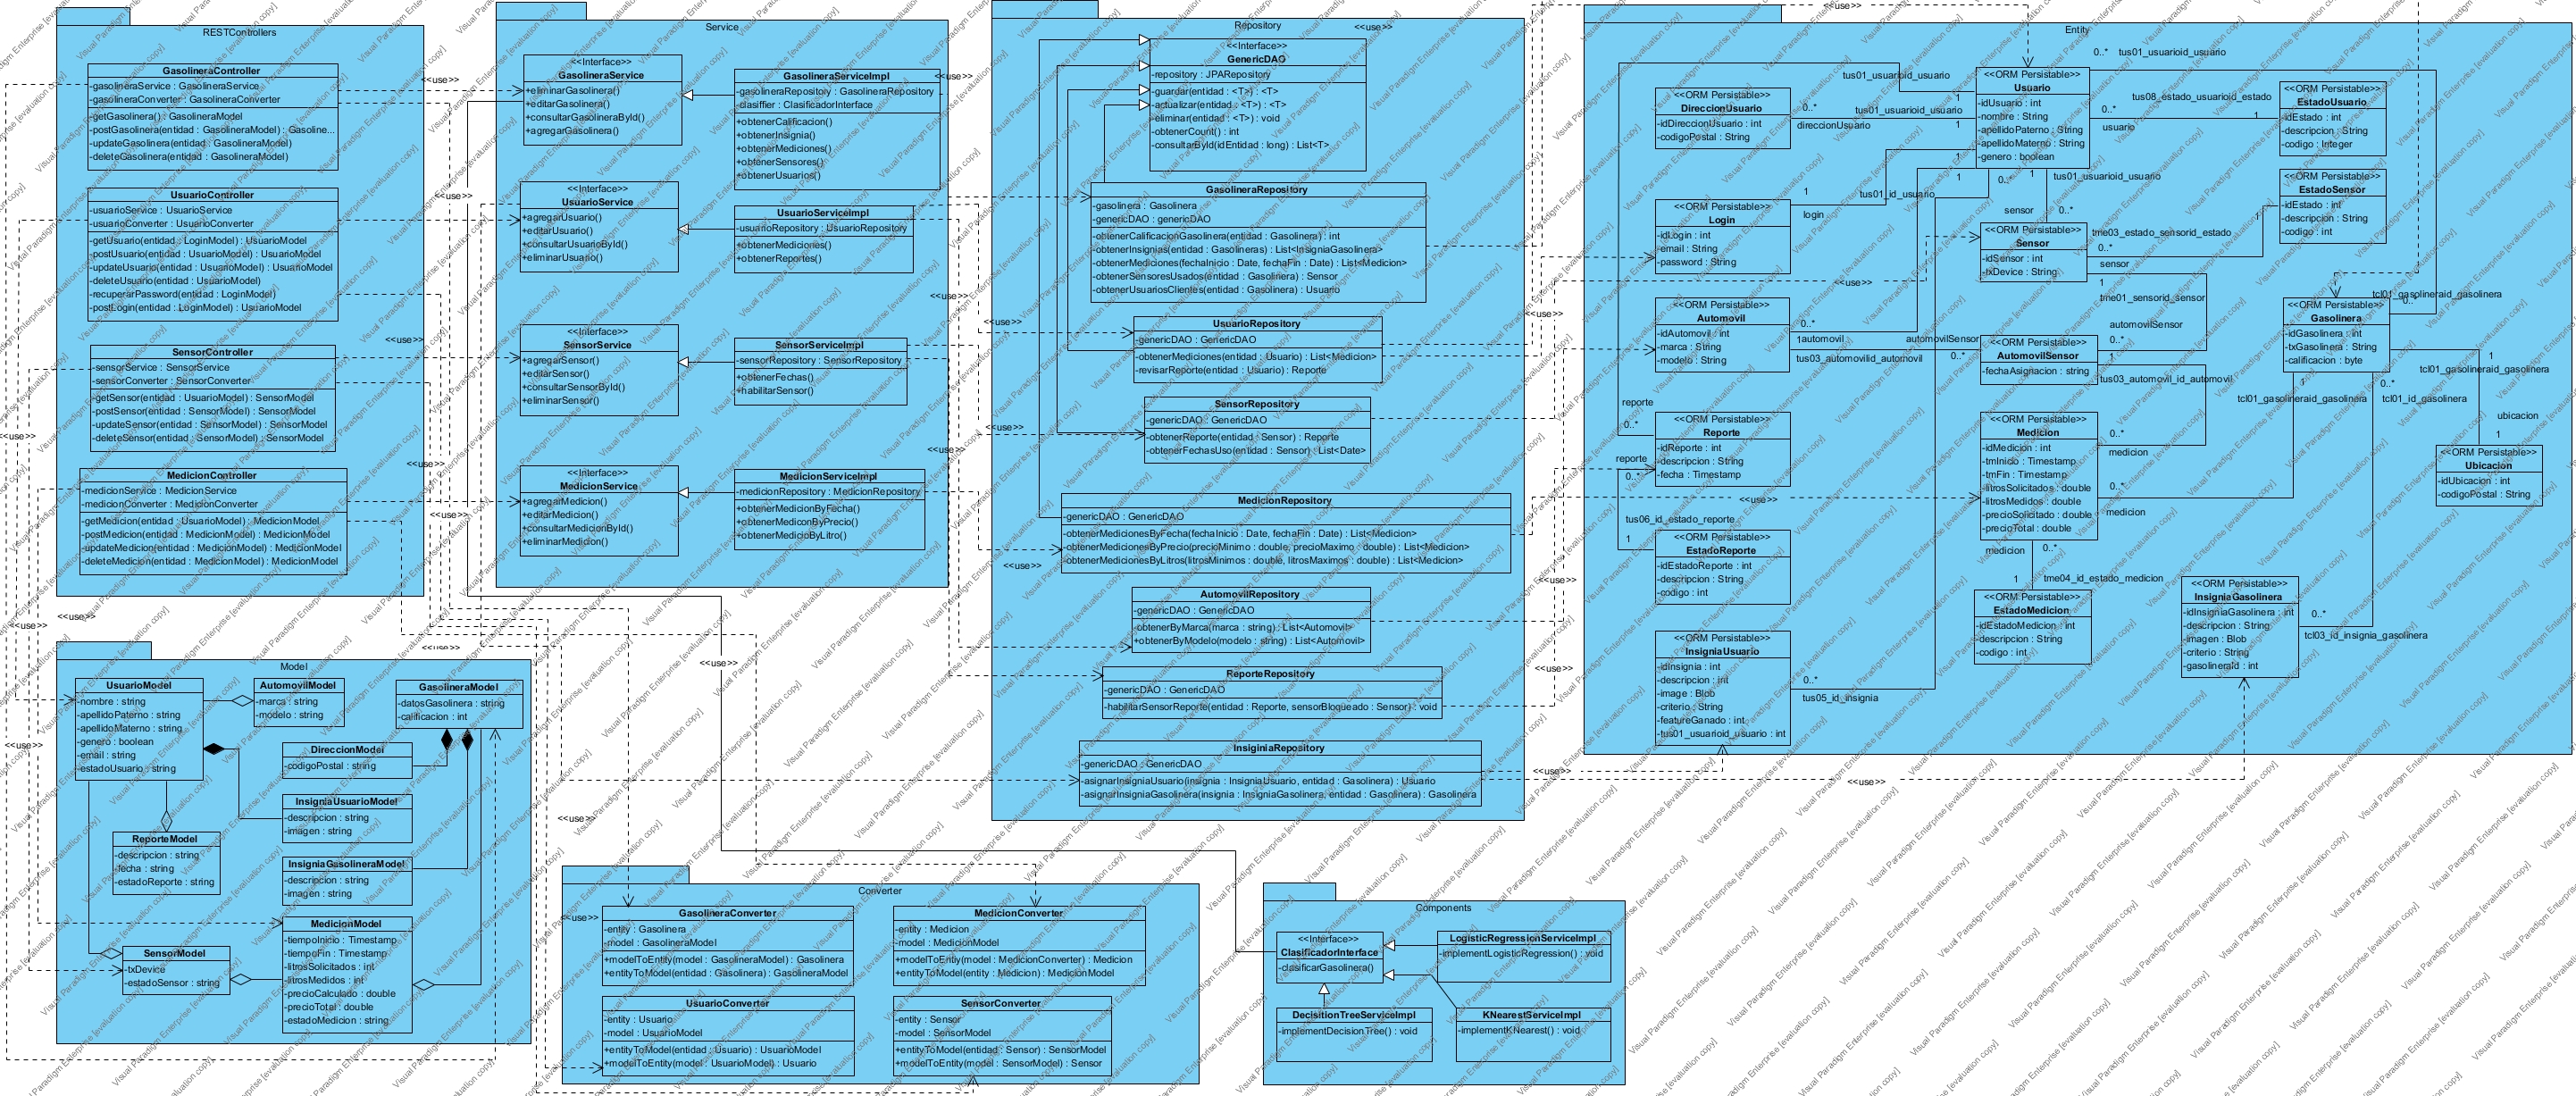 RESTControllers
GasolineraController
-gasolineraService : GasolineraService
-gasolineraConverter : GasolineraConverter
-getGasolinera() : GasolineraModel
-postGasolinera(entidad : GasolineraModel) : Gasoline...
-updateGasolinera(entidad : GasolineraModel)
-deleteGasolinera(entidad : GasolineraModel)
UsuarioController
-usuarioService : UsuarioService
-usuarioConverter : UsuarioConverter
-getUsuario(entidad : LoginModel) : UsuarioModel
-postUsuario(entidad : UsuarioModel) : UsuarioModel
-updateUsuario(entidad : UsuarioModel) : UsuarioModel
-deleteUsuario(entidad : UsuarioModel)
-recuperarPassword(entidad : LoginModel)
-postLogin(entidad : LoginModel) : UsuarioModel
SensorController
-sensorService : SensorService
-sensorConverter : SensorConverter
-getSensor(entidad : UsuarioModel) : SensorModel
-postSensor(entidad : SensorModel) : SensorModel
-updateSensor(entidad : SensorModel) : SensorModel
-deleteSensor(entidad : SensorModel) : SensorModel
MedicionController
-medicionService : MedicionService
-medicionConverter : MedicionConverter
-getMedicion(entidad : UsuarioModel) : MedicionModel
-postMedicion(entidad : MedicionModel) : MedicionModel
-updateMedicion(entidad : MedicionModel) : MedicionModel
-deleteMedicion(entidad : MedicionModel) : MedicionModel
Service
<<Interface>>
GasolineraService
+eliminarGasolinera()
+editarGasolinera()
+consultarGasolineraById()
+agregarGasolinera()
GasolineraServiceImpl
-gasolineraRepository : GasolineraRepository
-clasiffier : ClasificadorInterface
+obtenerCalificacion()
+obtenerInsignia()
+obtenerMediciones()
+obtenerSensores()
+obtenerUsuarios()
<<Interface>>
UsuarioService
+agregarUsuario()
+editarUsuario()
+consultarUsuarioById()
+eliminarUsuario()
UsuarioServiceImpl
-usuarioRepository : UsuarioRepository
+obtenerMediciones()
+obtenerReportes()
<<Interface>>
SensorService
+agregarSensor()
+editarSensor()
+consultarSensorById()
+eliminarSensor()
SensorServiceImpl
-sensorRepository : SensorRepository
+obtenerFechas()
+habilitarSensor()
<<Interface>>
MedicionService
+agregarMedicion()
+editarMedicion()
+consultarMedicionById()
+eliminarMedicion()
MedicionServiceImpl
-medicionRepository : MedicionRepository
+obtenerMedicionByFecha()
+obtenerMediconByPrecio()
+obtenerMedicioByLitro()
Repository
<<Interface>>
GenericDAO
-repository : JPARepository
-guardar(entidad : <T>) : <T>
-actualizar(entidad : <T>) : <T>
-eliminar(entidad : <T>) : void
-obtenerCount() : int
-consultarById(idEntidad : long) : List<T>
GasolineraRepository
-gasolinera : Gasolinera
-genericDAO : genericDAO
-obtenerCalificacionGasolinera(entidad : Gasolinera) : int
-obtenerInsignias(entidad : Gasolineras) : List<InsigniaGasolinera>
-obtenerMediciones(fechaInicio : Date, fechaFin : Date) : List<Medicion>
-obtenerSensoresUsados(entidad : Gasolinera) : Sensor
-obtenerUsuariosClientes(entidad : Gasolinera) : Usuario
UsuarioRepository
-genericDAO : GenericDAO
-obtenerMediciones(entidad : Usuario) : List<Medicion>
-revisarReporte(entidad : Usuario) : Reporte
SensorRepository
-genericDAO : GenericDAO
-obtenerReporte(entidad : Sensor) : Reporte
-obtenerFechasUso(entidad : Sensor) : List<Date>
MedicionRepository
-genericDAO : GenericDAO
-obtenerMedicionesByFecha(fechaInicio : Date, fechaFin : Date) : List<Medicion>
-obtenerMedicionesByPrecio(precioMinimo : double, precioMaximo : double) : List<Medicion>
-obtenerMedicionesByLitros(litrosMinimos : double, litrosMaximos : double) : List<Medicion>
AutomovilRepository
-genericDAO : GenericDAO
-obtenerByMarca(marca : string) : List<Automovil>
+obtenerByModelo(modelo : string) : List<Automovil>
ReporteRepository
-genericDAO : GenericDAO
-habilitarSensorReporte(entidad : Reporte, sensorBloqueado : Sensor) : void
InsiginiaRepository
-genericDAO : GenericDAO
-asignarInsigniaUsuario(insignia : InsigniaUsuario, entidad : Gasolinera) : Usuario
-asignarInsigniaGasolinera(insignia : InsigniaGasolinera, entidad : Gasolinera) : Gasolinera
Entity
<<ORM Persistable>>
DireccionUsuario
-idDireccionUsuario : int
-codigoPostal : String
<<ORM Persistable>>
Usuario
-idUsuario : int
-nombre : String
-apellidoPaterno : String
-apellidoMaterno : String
-genero : boolean
<<ORM Persistable>>
EstadoUsuario
-idEstado : int
-descripcion : String
-codigo : Integer
<<ORM Persistable>>
EstadoSensor
-idEstado : int
-descripcion : String
-codigo : int
<<ORM Persistable>>
Login
-idLogin : int
-email : String
-password : String
<<ORM Persistable>>
Sensor
-idSensor : int
-txDevice : String
<<ORM Persistable>>
Automovil
-idAutomovil : int
-marca : String
-modelo : String
<<ORM Persistable>>
AutomovilSensor
-fechaAsignacion : string
<<ORM Persistable>>
Gasolinera
-idGasolinera : int
-txGasolinera : String
-calificacion : byte
<<ORM Persistable>>
Reporte
-idReporte : int
-descripcion : String
-fecha : Timestamp
<<ORM Persistable>>
Medicion
-idMedicion : int
-tmInicio : Timestamp
-tmFin : Timestamp
-litrosSolicitados : double
-litrosMedidos : double
-precioSolicitado : double
-precioTotal : double
<<ORM Persistable>>
Ubicacion
-idUbicacion : int
-codigoPostal : String
<<ORM Persistable>>
EstadoReporte
-idEstadoReporte : int
-descripcion : String
-codigo : int
<<ORM Persistable>>
EstadoMedicion
-idEstadoMedicion : int
-descripcion : String
-codigo : int
<<ORM Persistable>>
InsigniaGasolinera
-idInsigniaGasolinera : int
-descripcion : String
-imagen : Blob
-criterio : String
-gasolineraId : int
<<ORM Persistable>>
InsigniaUsuario
-idInsignia : int
-descripcion : int
-image : Blob
-criterio : String
-featureGanado : int
-tus01_usuarioid_usuario : int
0..* tus01_usuarioid_usuario
tus01_usuarioid_usuario
tus01_usuarioid_usuario
direccionUsuario
tus08_estado_usuarioid_estado
usuario
tus01_id_usuario
login
tus01_usuarioid_usuario
sensor
tme03_estado_sensorid_estado
sensor
tme01_sensorid_sensor
automovilSensor
1automovil
automovilSensor
tus03_automovilid_automovil
tus03_automovil_id_automovil
tcl01_gasolineraid_gasolinera
tcl01_gasolineraid_gasolinera
tcl01_gasolineraid_gasolinera
tcl01_id_gasolinera
ubicacion
reporte
reporte
medicion
medicion
medicion
tus06_id_estado_reporte
tme04_id_estado_medicion
tcl03_id_insignia_gasolinera
tus05_id_insignia
<<use>>
Model
UsuarioModel
-nombre : string
-apellidoPaterno : string
-apellidoMaterno : string
-genero : boolean
-email : string
-estadoUsuario : string
AutomovilModel
-marca : string
-modelo : string
GasolineraModel
-datosGasolinera : string
-calificacion : int
DireccionModel
-codigoPostal : string
InsigniaUsuarioModel
-descripcion : string
-imagen : string
ReporteModel
-descripcion : string
-fecha : string
-estadoReporte : string
InsigniaGasolineraModel
-descripcion : string
-imagen : string
MedicionModel
-tiempoInicio : Timestamp
-tiempoFin : Timestamp
-litrosSolicitados : int
-litrosMedidos : int
-precioCalculado : double
-precioTotal : double
-estadoMedicion : string
SensorModel
-txDevice
-estadoSensor : string
Converter
GasolineraConverter
-entity : Gasolinera
-model : GasolineraModel
+modelToEntity(model : GasolineraModel) : Gasolinera
+entityToModel(entidad : Gasolinera) : GasolineraModel
MedicionConverter
-entity : Medicion
-model : MedicionModel
+modelToEntiy(model : MedicionConverter) : Medicion
+entityToModel(entity : Medicion) : MedicionModel
UsuarioConverter
-entity : Usuario
-model : UsuarioModel
+entityToModel(entidad : Usuario) : UsuarioModel
+modelToEntity(model : UsuarioModel) : Usuario
SensorConverter
-entity : Sensor
-model : SensorModel
+entityToModel(entidad : Sensor) : SensorModel
+modelToEntity(model : SensorModel) : Sensor
Components
<<Interface>>
ClasificadorInterface
-clasificarGasolinera()
LogisticRegressionServiceImpl
-implementLogisticRegression() : void
DecisitionTreeServiceImpl
-implementDecisionTree() : void
KNearestServiceImpl
-implementKNearest() : void
Visual Paradigm Enterprise [evaluation copy]